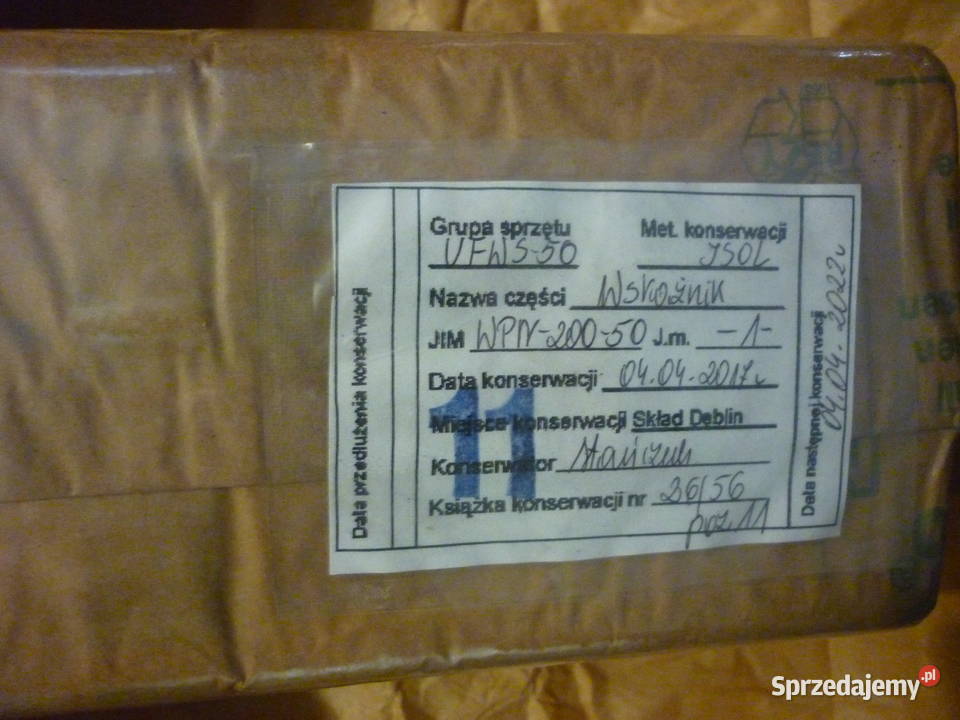 Grupa sprzętu Met. konserwacji
UFWS-50 ISOL
Nazwa części Wskaźnik
JIM WPN-200-50 J.m. -1-
Data konserwacji 04.04.2017r
11
Miejsce konserwacji Skład Dęblin
Konserwator
Książka konserwacji nr 26/56
poz. 11
Data przedłużenia konserwacji
Data następnej konserwacji
04.04.2022r
Sprzedajemy.pl